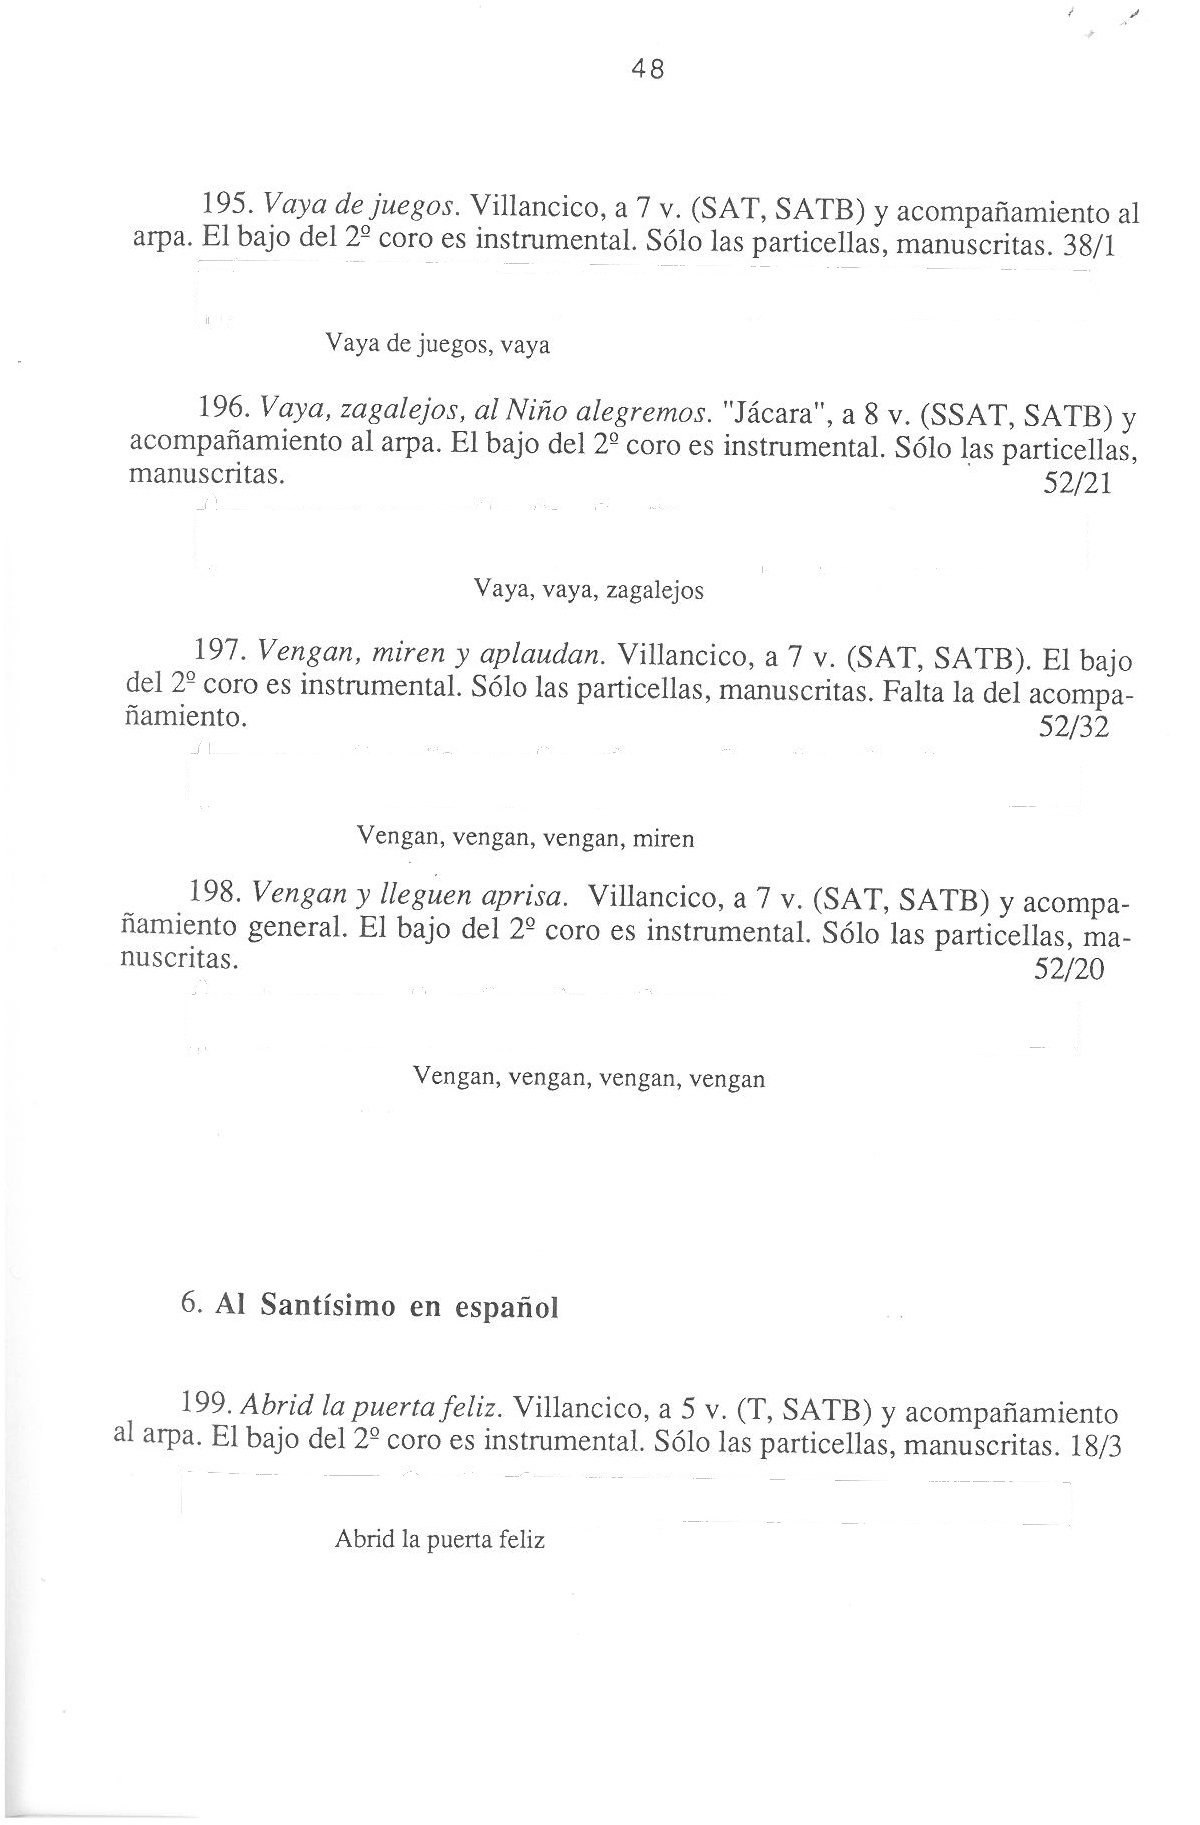 48
195. Vaya de juegos. Villancico, a 7 v. (SAT, SATB) y acompañamiento al
arpa. El bajo del 2º coro es instrumental. Sólo las particellas, manuscritas. 38/1
Vaya de juegos, vaya
196. Vaya, zagalejos, al Niño alegremos. "Jácara", a 8 v. (SSAT, SATB) y
acompañamiento al arpa. El bajo del 2º coro es instrumental. Sólo las particellas,
manuscritas. 52/21
Vaya, vaya, zagalejos
197. Vengan, miren y aplaudan. Villancico, a 7 v. (SAT, SATB). El bajo
del 2º coro es instrumental. Sólo las particellas, manuscritas. Falta la del acompa-
ñamiento. 52/32
Vengan, vengan, vengan, miren
198. Vengan y lleguen aprisa. Villancico, a 7 v. (SAT, SATB) y acompa-
ñamiento general. El bajo del 2º coro es instrumental. Sólo las particellas, ma-
nuscritas. 52/20
Vengan, vengan, vengan, vengan
6. Al Santísimo en español
199. Abrid la puerta feliz. Villancico, a 5 v. (T, SATB) y acompañamiento
al arpa. El bajo del 2º coro es instrumental. Sólo las particellas, manuscritas. 18/3
Abrid la puerta feliz